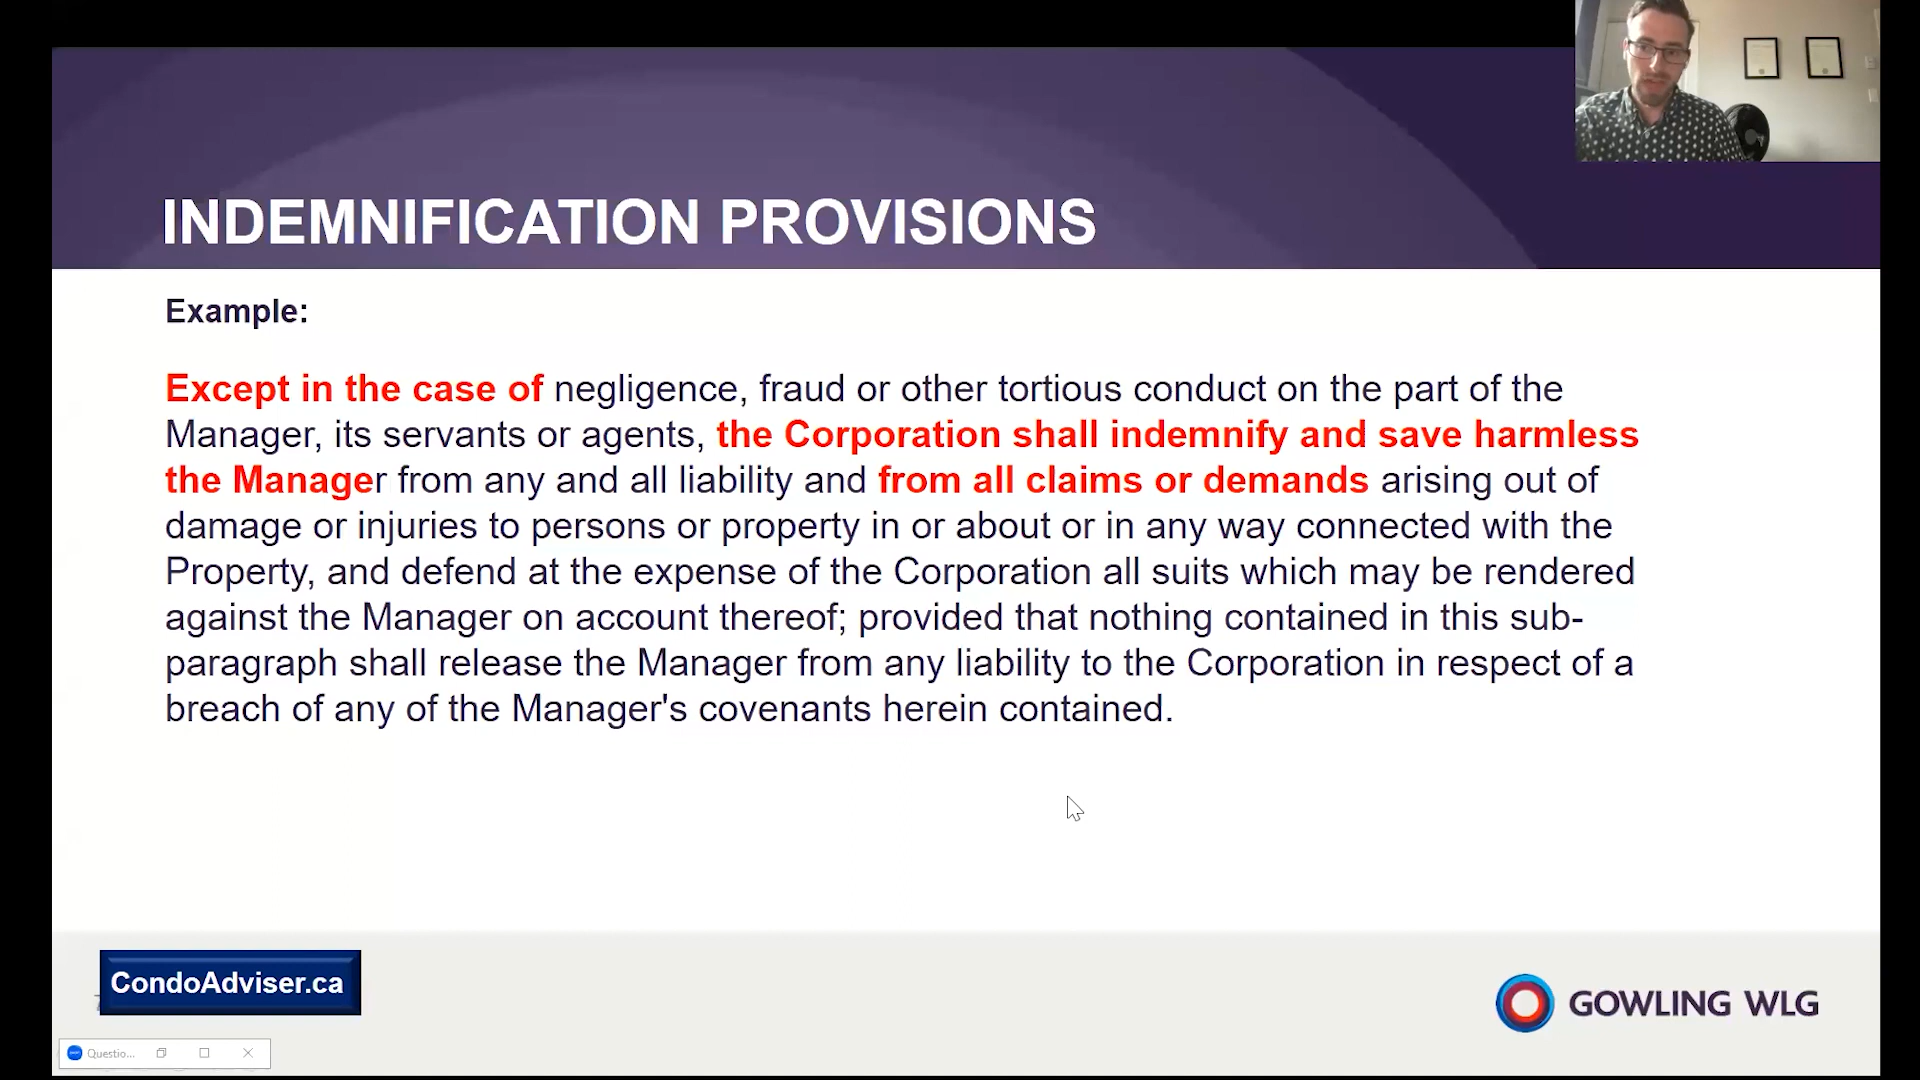 INDEMNIFICATION PROVISIONS
Example:
Except in the case of negligence, fraud or other tortious conduct on the part of the
Manager, its servants or agents, the Corporation shall indemnify and save harmless
the Manager from any and all liability and from all claims or demands arising out of
damage or injuries to persons or property in or about or in any way connected with the
Property, and defend at the expense of the Corporation all suits which may be rendered
against the Manager on account thereof; provided that nothing contained in this sub-
paragraph shall release the Manager from any liability to the Corporation in respect of a
breach of any of the Manager's covenants herein contained.
CondoAdviser.ca
GOWLING WLG
Questio...